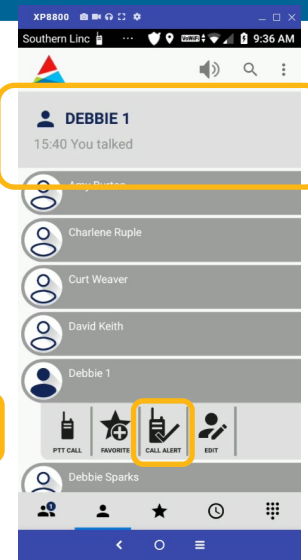 XP8800
Southern Linc ... VoWiFi 9:36 AM
DEBBIE 1
15:40 You talked
Amy Burton
Charlene Ruple
Curt Weaver
David Keith
Debbie 1
PTT CALL FAVORITE CALL ALERT EDIT
Debbie Sparks